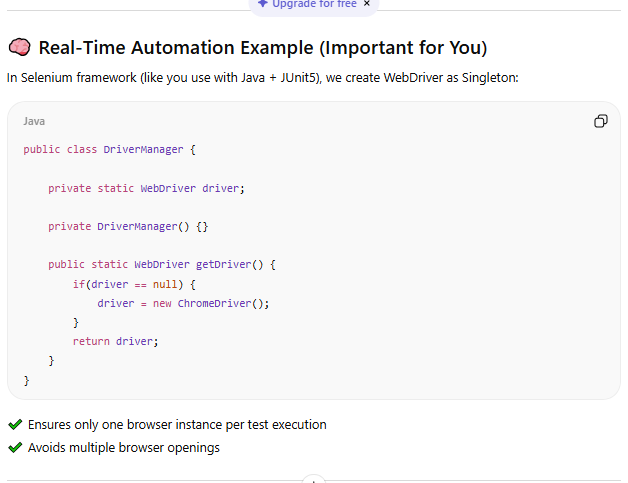 Upgrade for free ×
Real-Time Automation Example (Important for You)
In Selenium framework (like you use with Java + JUnit5), we create WebDriver as Singleton:
Java
public class DriverManager {
private static WebDriver driver;
private DriverManager() {}
public static WebDriver getDriver() {
if(driver == null) {
driver = new ChromeDriver();
}
return driver;
}
}
Ensures only one browser instance per test execution
Avoids multiple browser openings